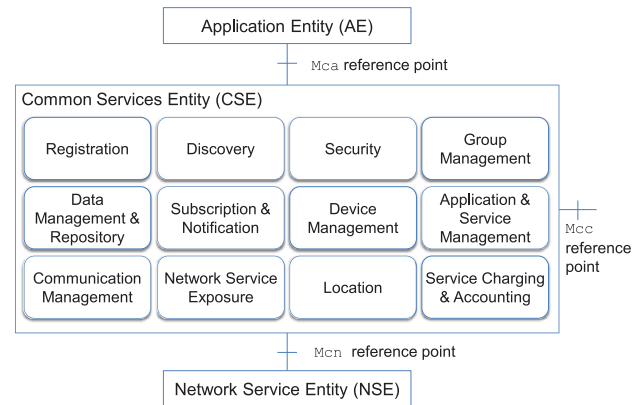 Application Entity (AE)
Mca reference point
Common Services Entity (CSE)
Registration
Discovery
Security
Group
Management
Data
Management &
Repository
Subscription &
Notification
Device
Management
Application &
Service
Management
Communication
Management
Network Service
Exposure
Location
Service Charging
& Accounting
Mcc
reference
point
Mcn reference point
Network Service Entity (NSE)